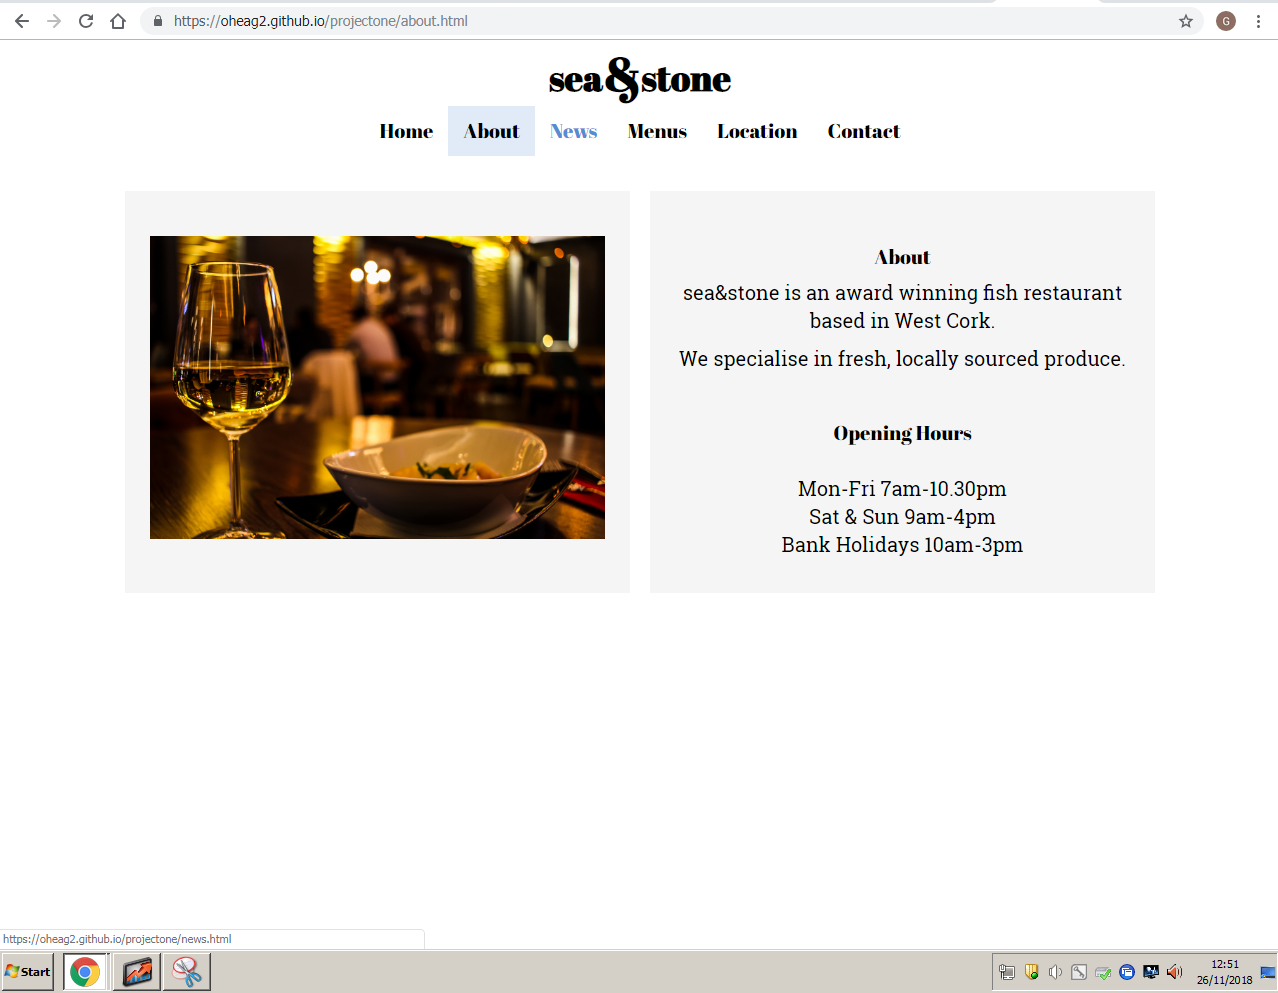 https://oheag2.github.io/projectone/about.html
G
sea&stone
Home About News Menus Location Contact
About
sea&stone is an award winning fish restaurant
based in West Cork.
We specialise in fresh, locally sourced produce.
Opening Hours
Mon-Fri 7am-10.30pm
Sat & Sun 9am-4pm
Bank Holidays 10am-3pm
https://oheag2.github.io/projectone/news.html
Start
12:51
26/11/2018